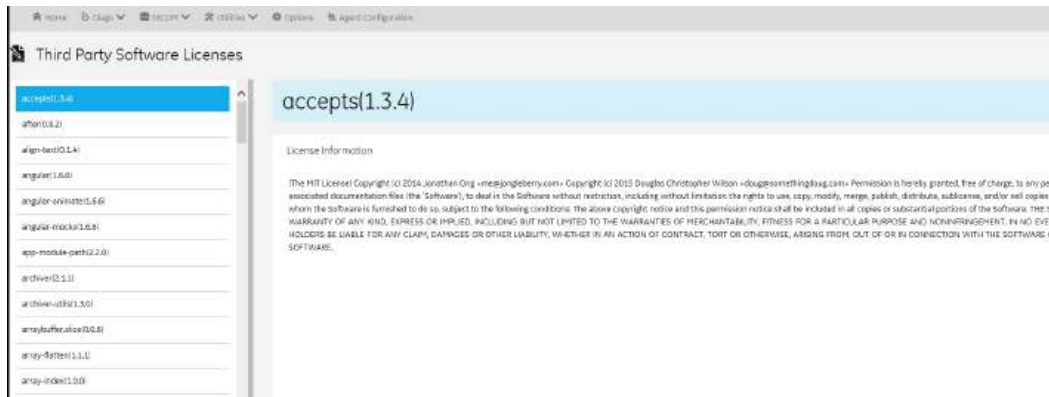 Home Diags DICOM Utilities Options Agent Configuration
Third Party Software Licenses
accepts(1.3.4)
after(0.8.2)
align-text(0.1.4)
angular(1.6.6)
angular-animate(1.6.6)
angular-mocks(1.6.6)
app-module-path(2.2.0)
archiver(2.1.1)
archiver-utils(1.3.0)
arraybuffer.slice(0.0.6)
array-flatten(1.1.1)
array-index(1.0.0)
accepts(1.3.4)
License Information
(The MIT License) Copyright (c) 2014 Jonathan Ong <me@jongleberry.com> Copyright (c) 2015 Douglas Christopher Wilson <doug@somethingdoug.com> Permission is hereby granted, free of charge, to any pe
associated documentation files (the 'Software'), to deal in the Software without restriction, including without limitation the rights to use, copy, modify, merge, publish, distribute, sublicense, and/or sell copies
whom the Software is furnished to do so, subject to the following conditions: The above copyright notice and this permission notice shall be included in all copies or substantial portions of the Software. THE S
WARRANTY OF ANY KIND, EXPRESS OR IMPLIED, INCLUDING BUT NOT LIMITED TO THE WARRANTIES OF MERCHANTABILITY, FITNESS FOR A PARTICULAR PURPOSE AND NONINFRINGEMENT. IN NO EVE
HOLDERS BE LIABLE FOR ANY CLAIM, DAMAGES OR OTHER LIABILITY, WHETHER IN AN ACTION OF CONTRACT, TORT OR OTHERWISE, ARISING FROM, OUT OF OR IN CONNECTION WITH THE SOFTWARE
SOFTWARE.